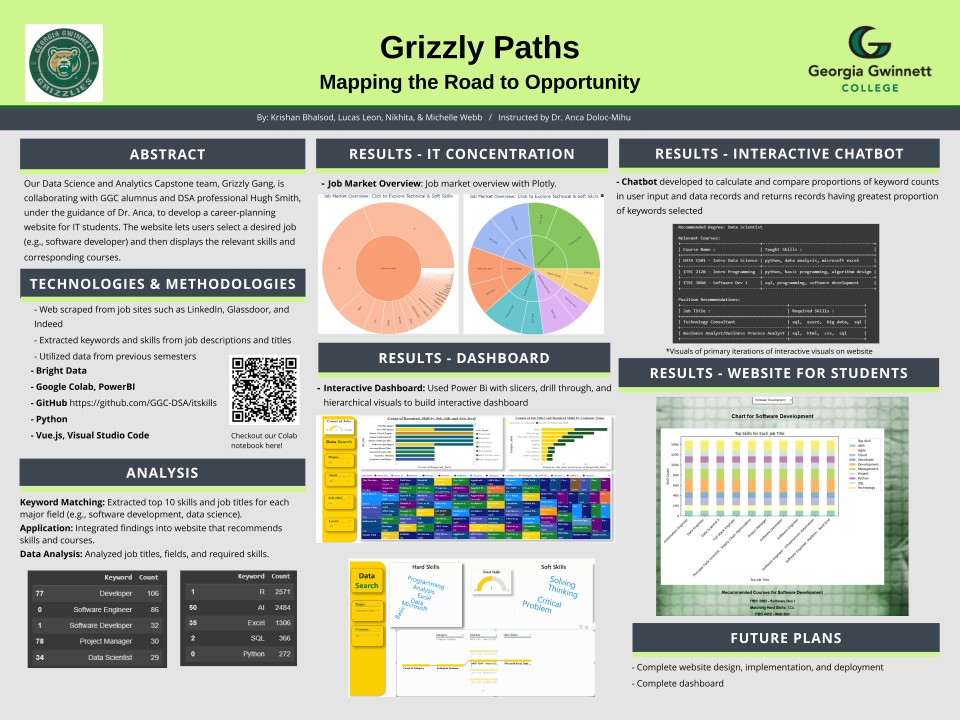 GEORGIA GWINNETT
GRIZZLIES
Grizzly Paths
Mapping the Road to Opportunity
Georgia Gwinnett
COLLEGE
By: Krishan Bhalsod, Lucas Leon, Nikhita, & Michelle Webb / Instructed by Dr. Anca Doloc-Mihu
ABSTRACT
Our Data Science and Analytics Capstone team, Grizzly Gang, is
collaborating with GGC alumnus and DSA professional Hugh Smith,
under the guidance of Dr. Anca, to develop a career-planning
website for IT students. The website lets users select a desired job
(e.g., software developer) and then displays the relevant skills and
corresponding courses.
TECHNOLOGIES & METHODOLOGIES
- Web scraped from job sites such as LinkedIn, Glassdoor, and
Indeed
- Extracted keywords and skills from job descriptions and titles
- Utilized data from previous semesters
- Bright Data
- Google Colab, PowerBI
- GitHub https://github.com/GGC-DSA/itskills
- Python
- Vue.js, Visual Studio Code
Checkout our Colab
notebook here!
ANALYSIS
Keyword Matching: Extracted top 10 skills and job titles for each
major field (e.g., software development, data science).
Application: Integrated findings into website that recommends
skills and courses.
Data Analysis: Analyzed job titles, fields, and required skills.
Keyword Count
77 Developer 106
0 Software Engineer 86
1 Software Developer 32
78 Project Manager 30
34 Data Scientist 29
Keyword Count
1 R 2571
50 AI 2484
35 Excel 1306
2 SQL 366
0 Python 272
RESULTS - IT CONCENTRATION
- Job Market Overview: Job market overview with Plotly.
Job Market Overview: Click to Explore Technical & Soft Skills
Job Market Overview: Click to Explore Technical & Soft Skills
RESULTS - DASHBOARD
- Interactive Dashboard: Used Power Bi with slicers, drill through, and
hierarchical visuals to build interactive dashboard
Data Search
Data
Search
Hard Skills
Programming
Analysis
Excel
Data
Microsoft
Basic
Total Skills
Soft Skills
Solving
Thinking
Critical
Problem
RESULTS - INTERACTIVE CHATBOT
- Chatbot developed to calculate and compare proportions of keyword counts
in user input and data records and returns records having greatest proportion
of keywords selected
Recommended Degree: Data Scientist
Relevant Courses:
| Course Name : | Taught Skills : |
| DATA 1501 - Intro Data Science | python, data analysis, microsoft excel |
| ITEC 2120 - Intro Programming | python, basic programming, algorithm design |
| ITEC 3860 - Software Dev I | sql, programming, software development |
Position Recommendations:
| Job Title : | Required Skills : |
| Technology Consultant | sql, azure, big data, sql |
| Business Analyst/Business Process Analyst | sql, html, css, sql |
*Visuals of primary iterations of interactive visuals on website
RESULTS - WEBSITE FOR STUDENTS
Software Development
Chart for Software Development
Top Skills for Each Job Title
Top Skill
AWS
Agile
Cloud
Developer
Development
Management
Project
Python
SQL
Technology
Top Job Title
Recommended Courses for Software Development
ITEC 3860 - Software Dev I
FUTURE PLANS
- Complete website design, implementation, and deployment
- Complete dashboard